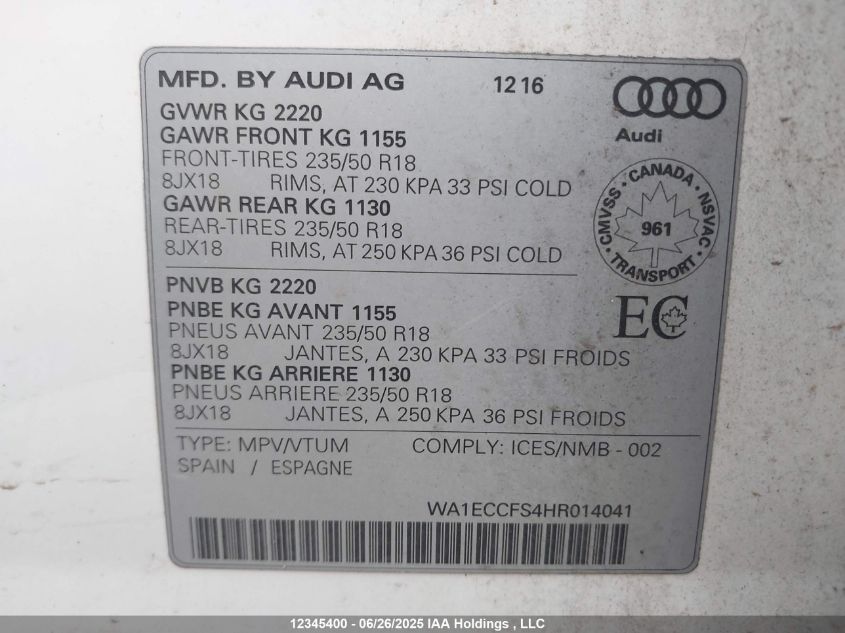 MFD. BY AUDI AG 12 16
GVWR KG 2220
GAWR FRONT KG 1155
FRONT-TIRES 235/50 R18
8JX18 RIMS, AT 230 KPA 33 PSI COLD
GAWR REAR KG 1130
REAR-TIRES 235/50 R18
8JX18 RIMS, AT 250 KPA 36 PSI COLD
Audi
CMVSS · CANADA · NSVAC · TRANSPORT ·
961
PNVB KG 2220
PNBE KG AVANT 1155
PNEUS AVANT 235/50 R18
8JX18 JANTES, A 230 KPA 33 PSI FROIDS
PNBE KG ARRIERE 1130
PNEUS ARRIERE 235/50 R18
8JX18 JANTES, A 250 KPA 36 PSI FROIDS
EC
TYPE: MPV/VTUM COMPLY: ICES/NMB - 002
SPAIN / ESPAGNE
WA1ECCFS4HR014041
12345400 - 06/26/2025 IAA Holdings , LLC